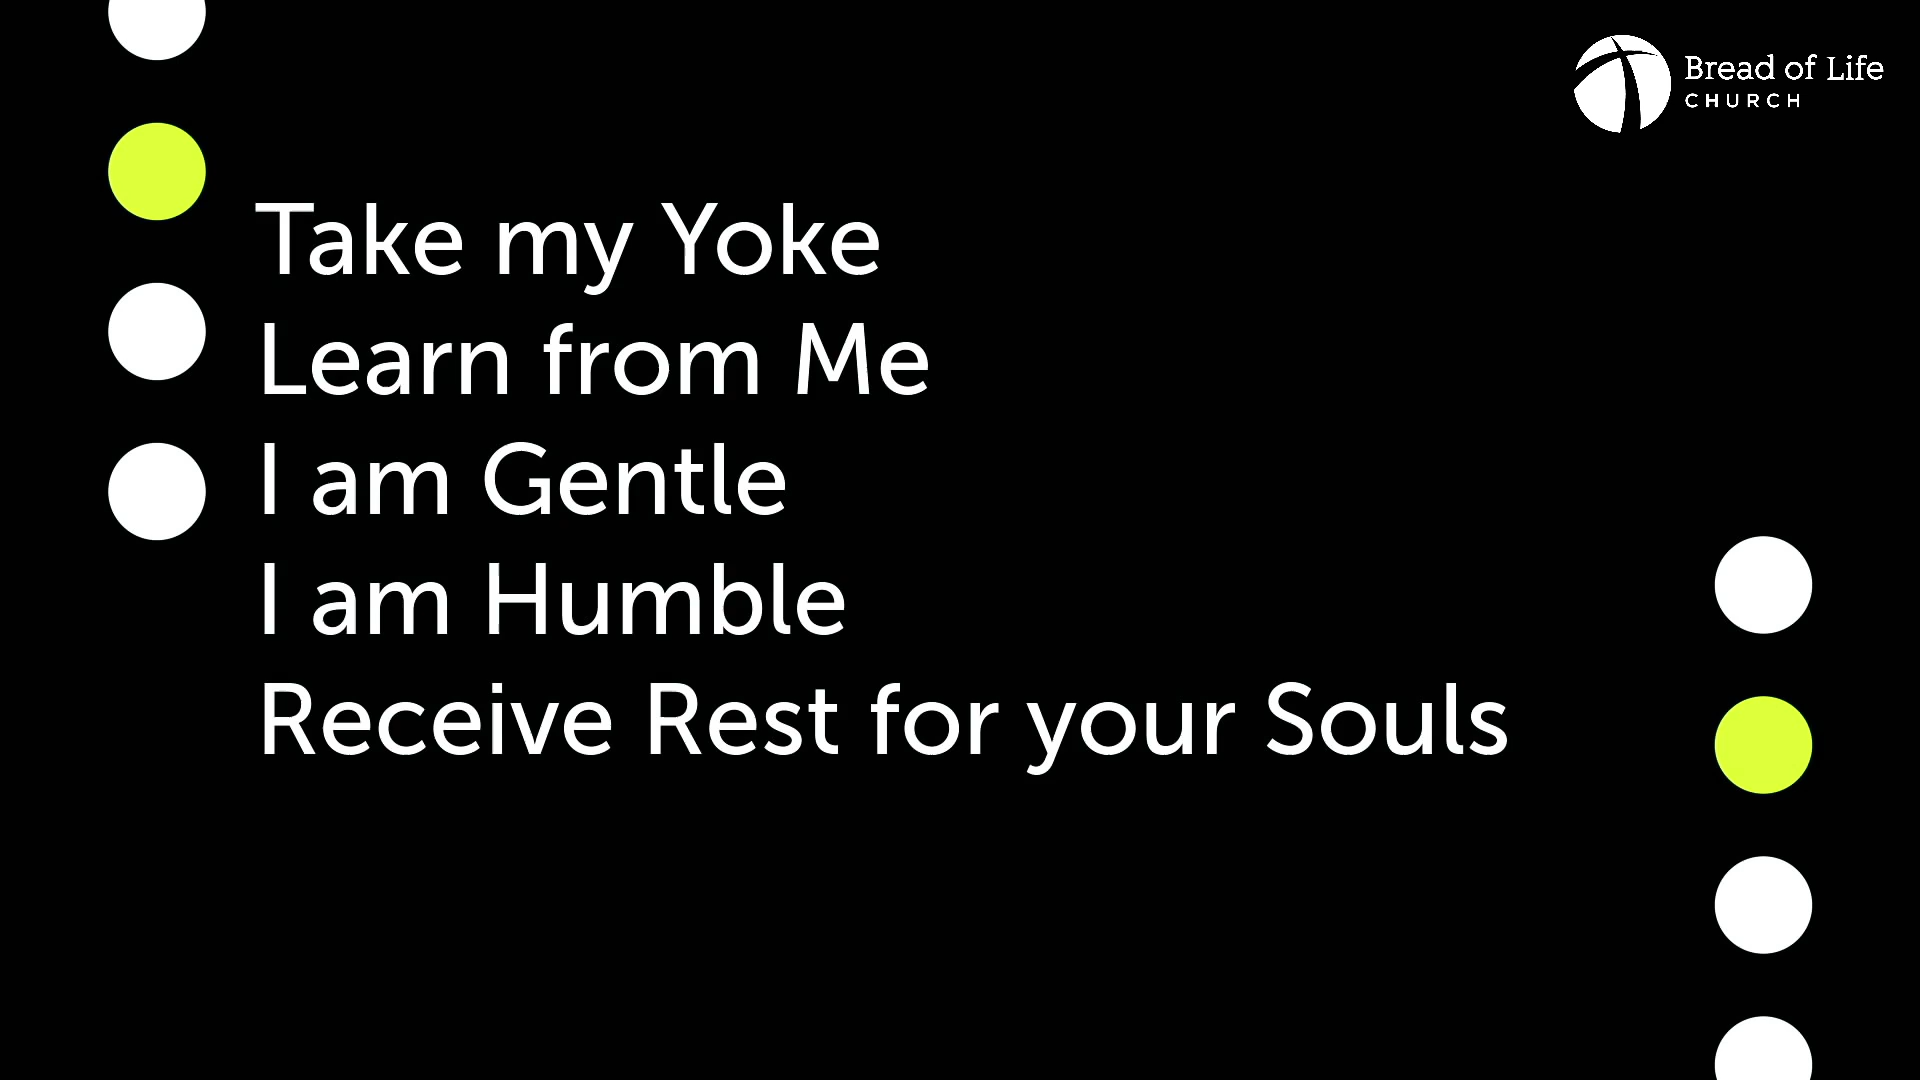 Bread of Life
CHURCH
Take my Yoke
Learn from Me
I am Gentle
I am Humble
Receive Rest for your Souls